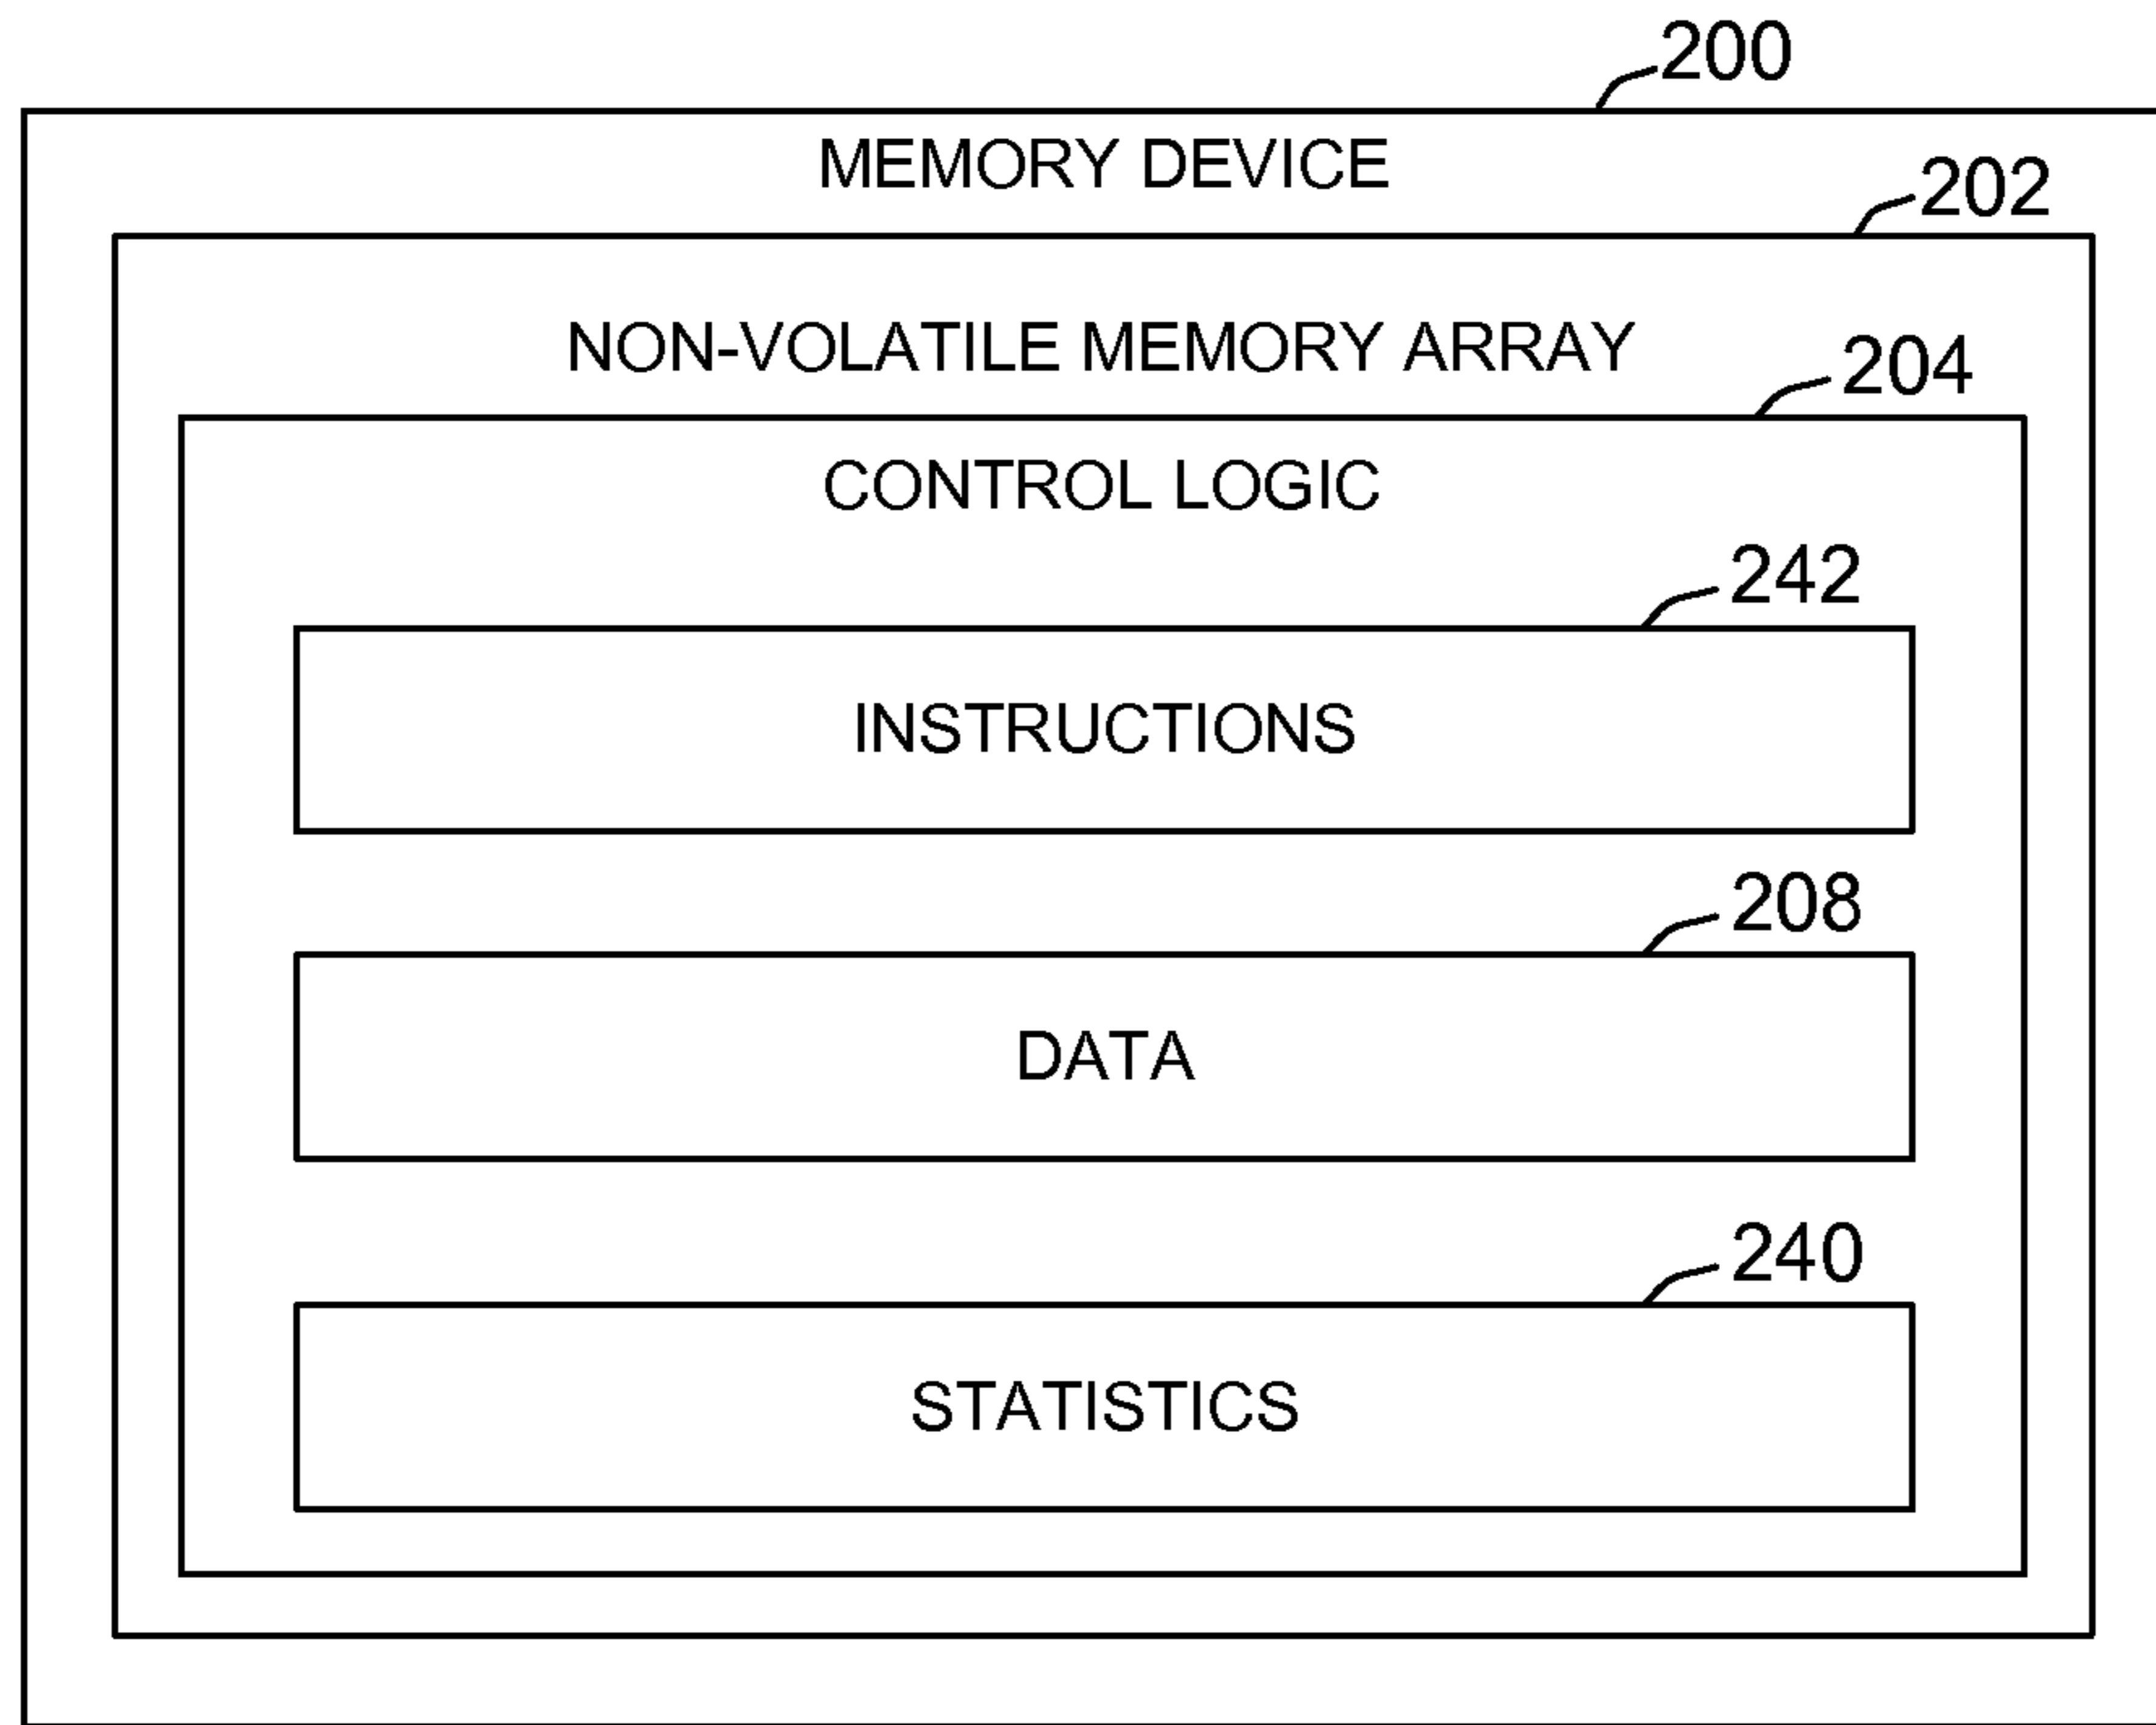 200
MEMORY DEVICE
202
NON-VOLATILE MEMORY ARRAY
204
CONTROL LOGIC
242
INSTRUCTIONS
208
DATA
240
STATISTICS